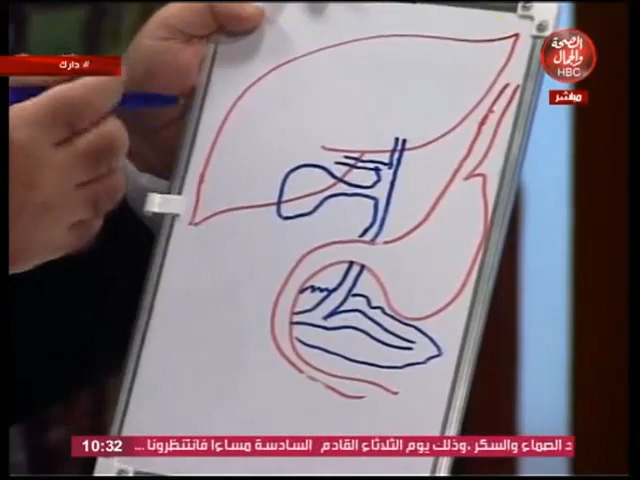 الصحة
والجمال
HBC
مباشر
# دارك
10:32
د الصماء والسكر ،وذلك يوم الثلاثاء القادم السادسة مساءا فانتظرونا ...